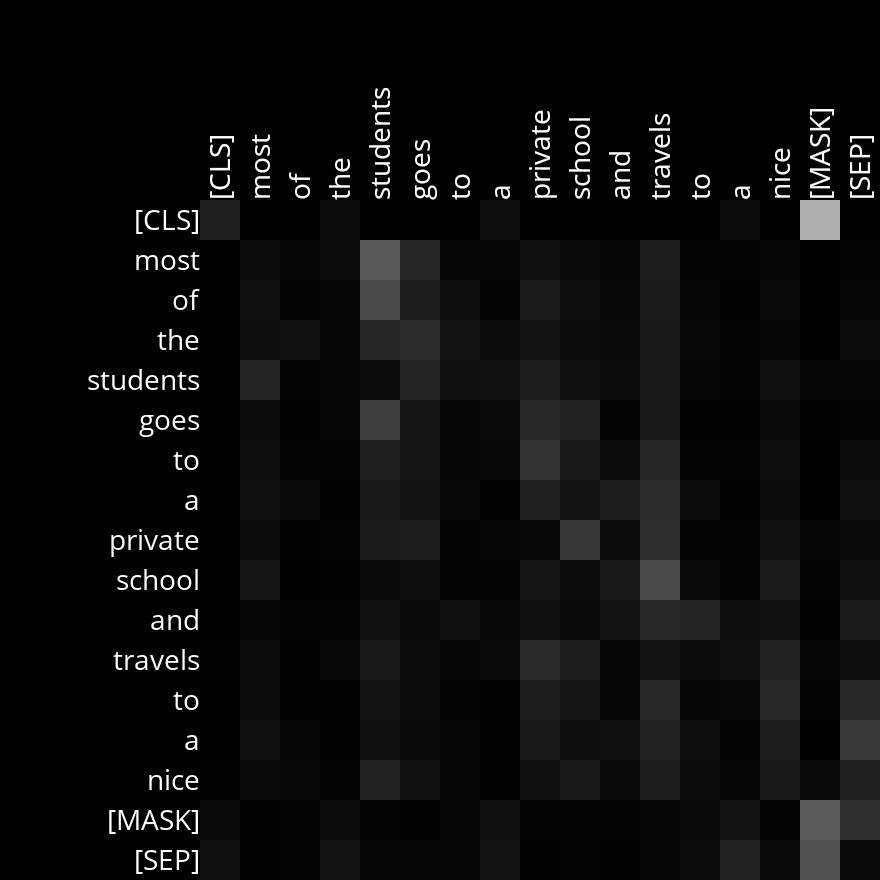 [CLS] most of the students goes to a private school and travels to a nice [MASK] [SEP]
[CLS]
most
of
the
students
goes
to
a
private
school
and
travels
to
a
nice
[MASK]
[SEP]